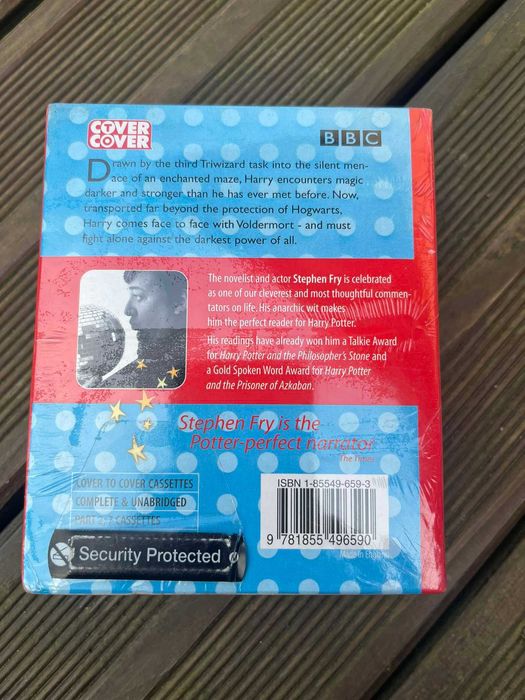 COVER TO COVER
BBC
Drawn by the third Triwizard task into the silent men-
ace of an enchanted maze, Harry encounters magic
darker and stronger than he has ever met before. Now,
transported far beyond the protection of Hogwarts,
Harry comes face to face with Voldermort - and must
fight alone against the darkest power of all.
The novelist and actor Stephen Fry is celebrated
as one of our cleverest and most thoughtful commen-
tators on life. His anarchic wit makes
him the perfect reader for Harry Potter.
His readings have already won him a Talkie Award
for Harry Potter and the Philosopher's Stone and
a Gold Spoken Word Award for Harry Potter
and the Prisoner of Azkaban.
Stephen Fry is the
Potter-perfect narrator
The Times
COVER TO COVER CASSETTES
COMPLETE & UNABRIDGED
PART 2: 7 CASSETTES
Security Protected
ISBN 1-85549-659-3
9 781855 496590
Made in England